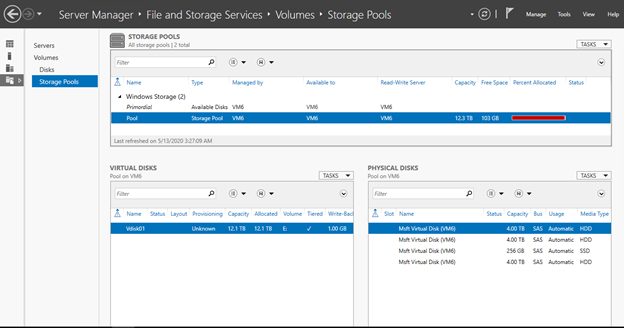 Server Manager ‣ File and Storage Services ‣ Volumes ‣ Storage Pools
Manage Tools View Help
Servers
Volumes
Disks
Storage Pools
STORAGE POOLS
All storage pools | 2 total
TASKS
Filter
Name Type Managed by Available to Read-Write Server Capacity Free Space Percent Allocated Status
Windows Storage (2)
Primordial Available Disks VM6 VM6 VM6
Pool Storage Pool VM6 VM6 VM6 12.3 TB 103 GB
Last refreshed on 5/13/2020 3:27:09 AM
VIRTUAL DISKS
Pool on VM6
TASKS
Filter
Name Status Layout Provisioning Capacity Allocated Volume Tiered Write-Back
Vdisk01 Unknown 12.1 TB 12.1 TB E: ✓ 1.00 GB
PHYSICAL DISKS
Pool on VM6
TASKS
Filter
Slot Name Status Capacity Bus Usage Media Type
Msft Virtual Disk (VM6) 4.00 TB SAS Automatic HDD
Msft Virtual Disk (VM6) 4.00 TB SAS Automatic HDD
Msft Virtual Disk (VM6) 256 GB SAS Automatic SSD
Msft Virtual Disk (VM6) 4.00 TB SAS Automatic HDD